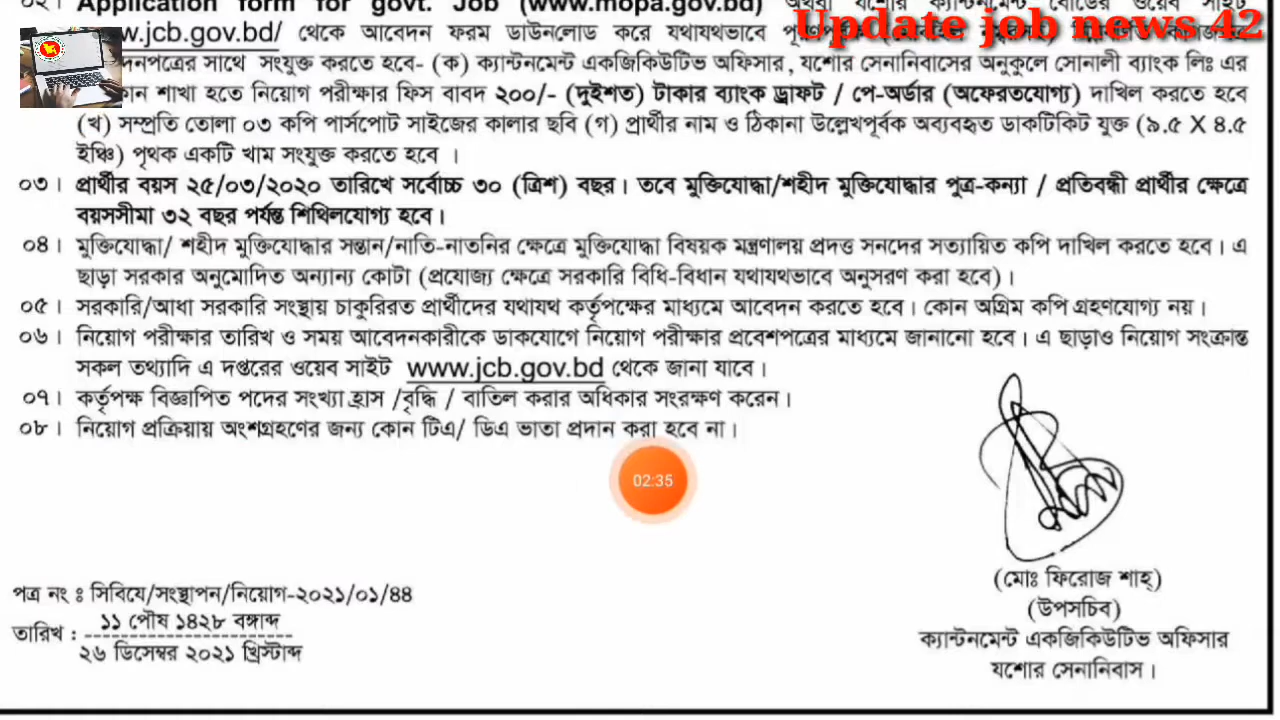 ০২। Application form for govt. Job (www.mopa.gov.bd) অথবা যশোর ক্যান্টনমেন্ট বোর্ডের ওয়েব সাইট
Update job news 42
w.jcb.gov.bd/ থেকে আবেদন ফরম ডাউনলোড করে যথাযথভাবে
দনপত্রের সাথে সংযুক্ত করতে হবে- (ক) ক্যান্টনমেন্ট একজিকিউটিভ অফিসার, যশোর সেনানিবাসের অনুকুলে সোনালী ব্যাংক লিঃ এর
কোন শাখা হতে নিয়োগ পরীক্ষার ফিস বাবদ ২০০/- (দুইশত) টাকার ব্যাংক ড্রাফট / পে-অর্ডার (অফেরতযোগ্য) দাখিল করতে হবে
(খ) সম্প্রতি তোলা ০৩ কপি পার্সপোট সাইজের কালার ছবি (গ) প্রার্থীর নাম ও ঠিকানা উল্লেখপূর্বক অব্যবহৃত ডাকটিকিট যুক্ত (৯.৫ X ৪.৫
ইঞ্চি) পৃথক একটি খাম সংযুক্ত করতে হবে ।
০৩। প্রার্থীর বয়স ২৫/০৩/২০২০ তারিখে সর্বোচ্চ ৩০ (ত্রিশ) বছর। তবে মুক্তিযোদ্ধা/শহীদ মুক্তিযোদ্ধার পুত্র-কন্যা / প্রতিবন্ধী প্রার্থীর ক্ষেত্রে
বয়সসীমা ৩২ বছর পর্যন্ত শিথিলযোগ্য হবে।
০৪। মুক্তিযোদ্ধা/ শহীদ মুক্তিযোদ্ধার সন্তান/নাতি-নাতনির ক্ষেত্রে মুক্তিযোদ্ধা বিষয়ক মন্ত্রণালয় প্রদত্ত সনদের সত্যায়িত কপি দাখিল করতে হবে। এ
ছাড়া সরকার অনুমোদিত অন্যান্য কোটা (প্রযোজ্য ক্ষেত্রে সরকারি বিধি-বিধান যথাযথভাবে অনুসরণ করা হবে)।
০৫। সরকারি/আধা সরকারি সংস্থায় চাকুরিরত প্রার্থীদের যথাযথ কর্তৃপক্ষের মাধ্যমে আবেদন করতে হবে। কোন অগ্রিম কপি গ্রহণযোগ্য নয়।
০৬। নিয়োগ পরীক্ষার তারিখ ও সময় আবেদনকারীকে ডাকযোগে নিয়োগ পরীক্ষার প্রবেশপত্রের মাধ্যমে জানানো হবে। এ ছাড়াও নিয়োগ সংক্রান্ত
সকল তথ্যাদি এ দপ্তরের ওয়েব সাইট www.jcb.gov.bd থেকে জানা যাবে।
০৭। কর্তৃপক্ষ বিজ্ঞাপিত পদের সংখ্যা হ্রাস /বৃদ্ধি / বাতিল করার অধিকার সংরক্ষণ করেন।
০৮। নিয়োগ প্রক্রিয়ায় অংশগ্রহণের জন্য কোন টিএ/ ডিএ ভাতা প্রদান করা হবে না।
02:35
পত্র নং ঃ সিবিযে/সংস্থাপন/নিয়োগ-২০২১/০১/৪৪
তারিখ : ১১ পৌষ ১৪২৮ বঙ্গাব্দ
২৬ ডিসেম্বর ২০২১ খ্রিস্টাব্দ
(মোঃ ফিরোজ শাহ্)
(উপসচিব)
ক্যান্টনমেন্ট একজিকিউটিভ অফিসার
যশোর সেনানিবাস।